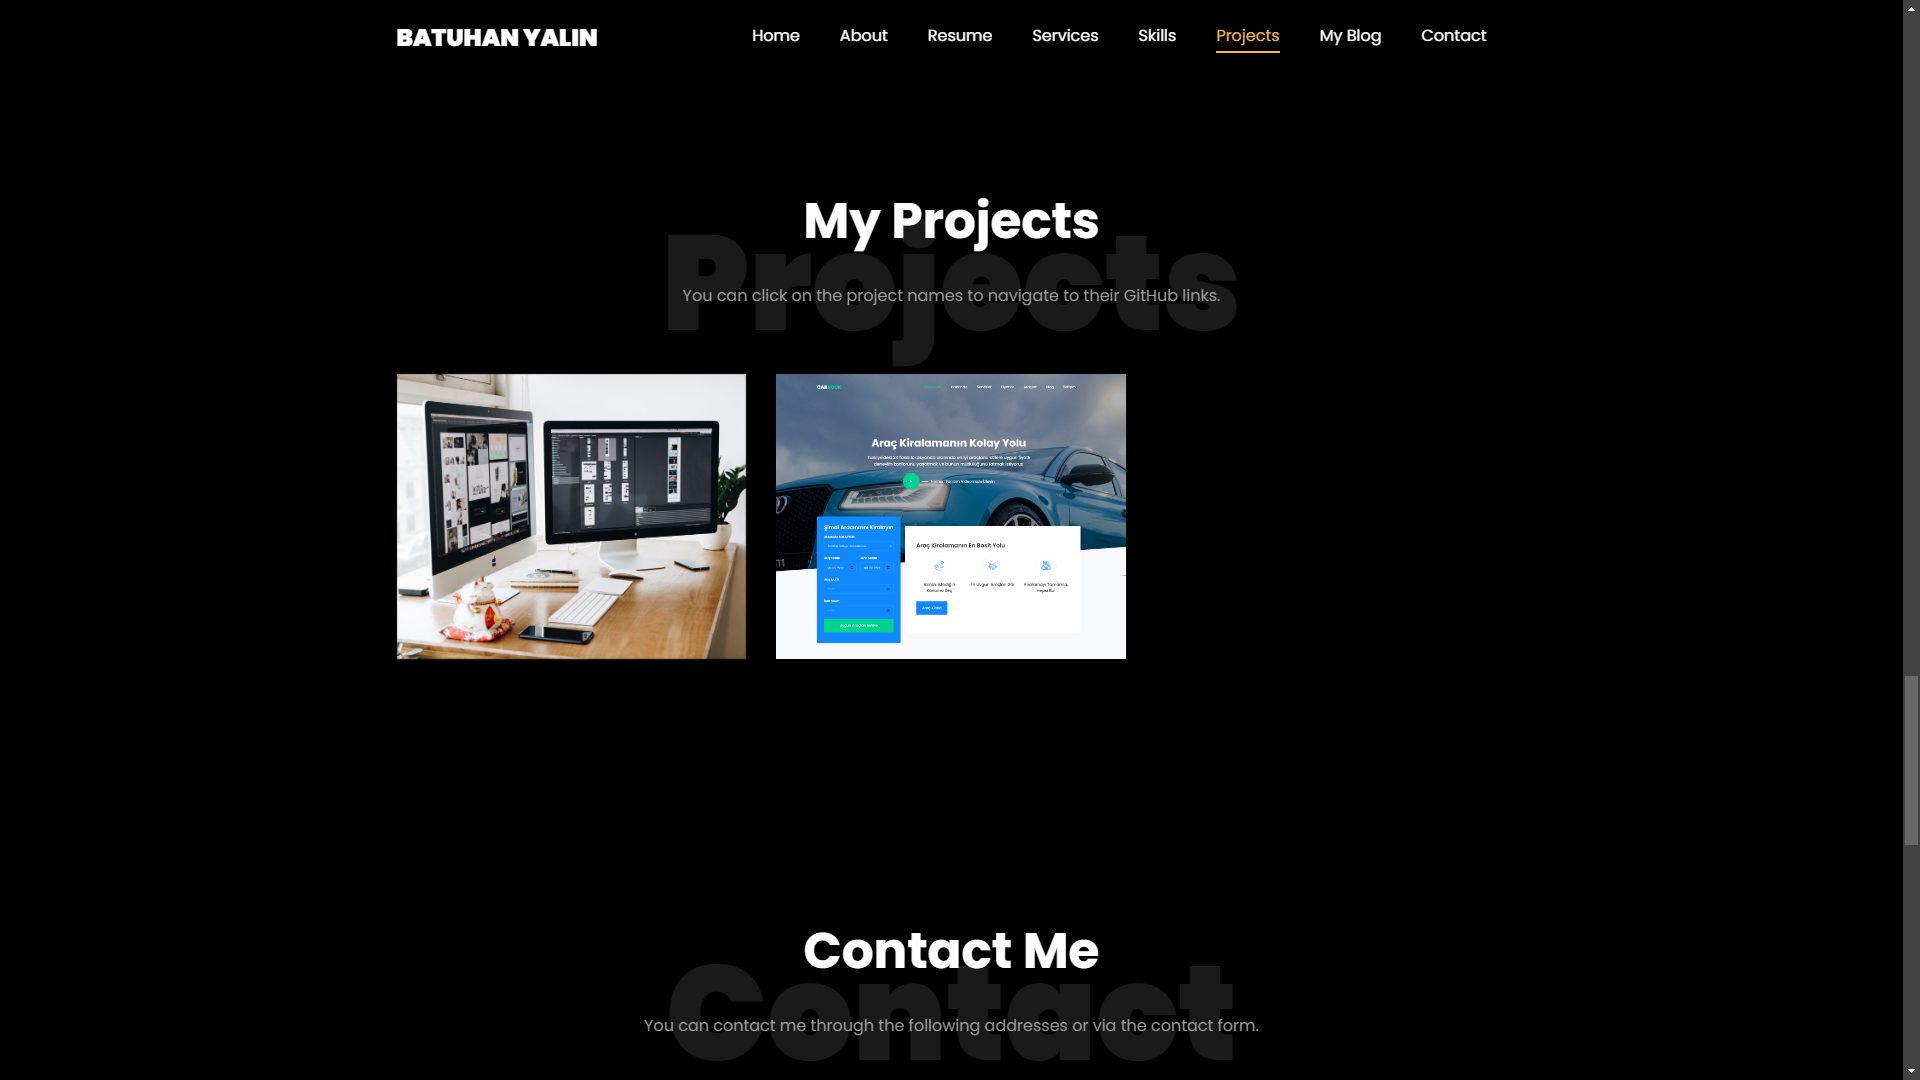 BATUHAN YALIN
Home About Resume Services Skills Projects My Blog Contact
My Projects
Projects
You can click on the project names to navigate to their GitHub links.
CARBOOK
Araç Kiralamanın Kolay Yolu
Şimdi Aracınızını Kiralayın
Araç Kiralamanın En Basit Yolu
Contact Me
Contact
You can contact me through the following addresses or via the contact form.